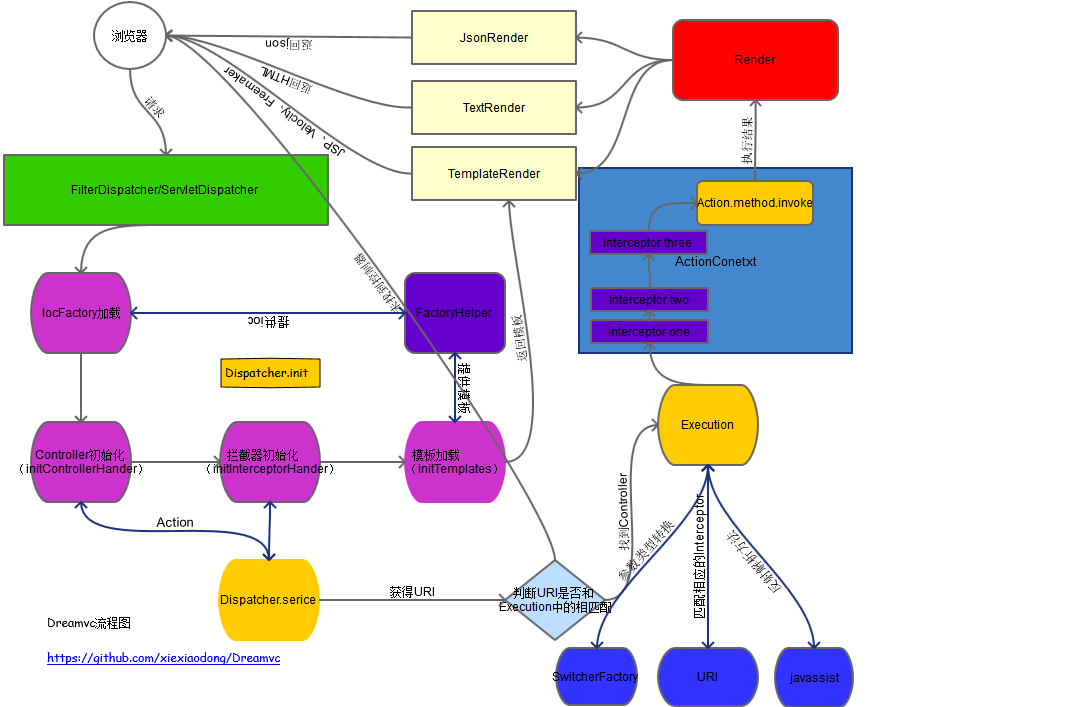 浏览器
返回json
JsonRender
Render
返回HTML
TextRender
JSP、Velocity、Freemaker
TemplateRender
请求
执行结果
FilterDispatcher/ServletDispatcher
Action.method.invoke
Interceptor three
ActionConetxt
Interceptor two
Interceptor one
未找到控制器
IocFactory加载
提供ioc
FactoryHelper
返回模板
Dispatcher.init
提供模板
Execution
Controller初始化
（initControllerHander）
拦截器初始化
（initInterceptorHander）
模板加载
（initTemplates）
Action
找到Controller
参数类型转换
匹配相应的Interceptor
反射解析方法
Dispatcher.serice
获得URI
判断URI是否和
Execution中的相匹配
Dreamvc流程图
https://github.com/xiexiaodong/Dreamvc
SwitcherFactory
URI
javassist